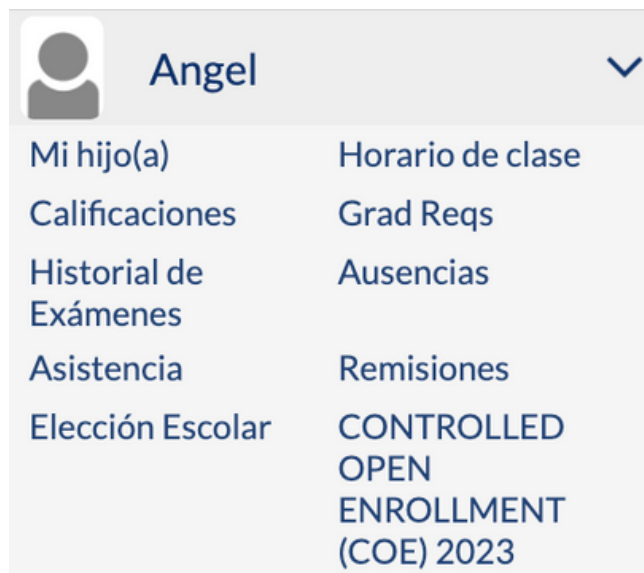 Angel
Mi hijo(a)
Horario de clase
Calificaciones
Grad Reqs
Historial de
Exámenes
Ausencias
Asistencia
Remisiones
Elección Escolar
CONTROLLED
OPEN
ENROLLMENT
(COE) 2023